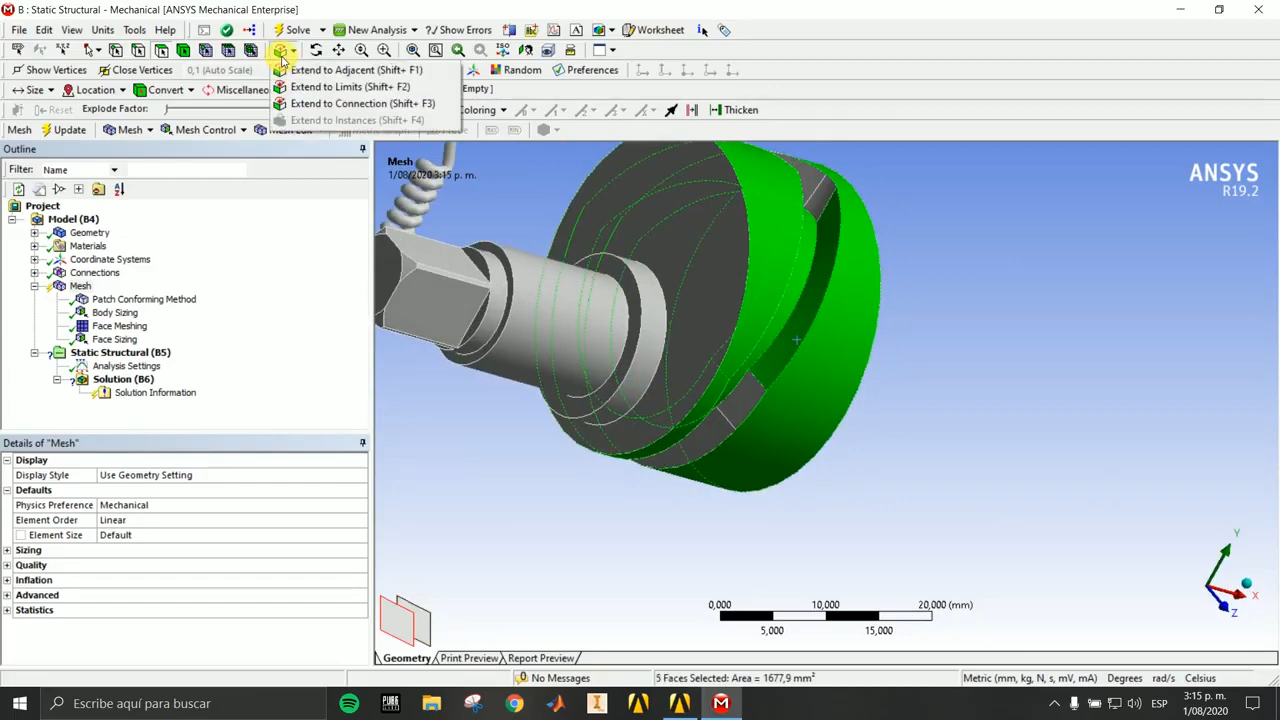 B : Static Structural - Mechanical [ANSYS Mechanical Enterprise]
File Edit View Units Tools Help Solve New Analysis Show Errors Worksheet
Show Vertices Close Vertices 0,1 (Auto Scale) Extend to Adjacent (Shift+ F1) Random Preferences
Size Location Convert Extend to Limits (Shift+ F2) Empty ]
Reset Explode Factor: Extend to Connection (Shift+ F3) Coloring Thicken
Extend to Instances (Shift+ F4)
Mesh Update Mesh Mesh Control
Outline
Filter: Name
Project
Model (B4)
Geometry
Materials
Coordinate Systems
Connections
Mesh
Patch Conforming Method
Body Sizing
Face Meshing
Face Sizing
Static Structural (B5)
Analysis Settings
Solution (B6)
Solution Information
Details of "Mesh"
Display
Display Style Use Geometry Setting
Defaults
Physics Preference Mechanical
Element Order Linear
Element Size Default
Sizing
Quality
Inflation
Advanced
Statistics
Mesh
1/08/2020 3:15 p. m.
ANSYS
R19.2
Y
X
Z
0,000 10,000 20,000 (mm)
5,000 15,000
Geometry Print Preview Report Preview
No Messages 5 Faces Selected: Area = 1677,9 mm² Metric (mm, kg, N, s, mV, mA) Degrees rad/s Celsius
Escribe aquí para buscar
PUBG
ESP
3:15 p. m.
1/08/2020